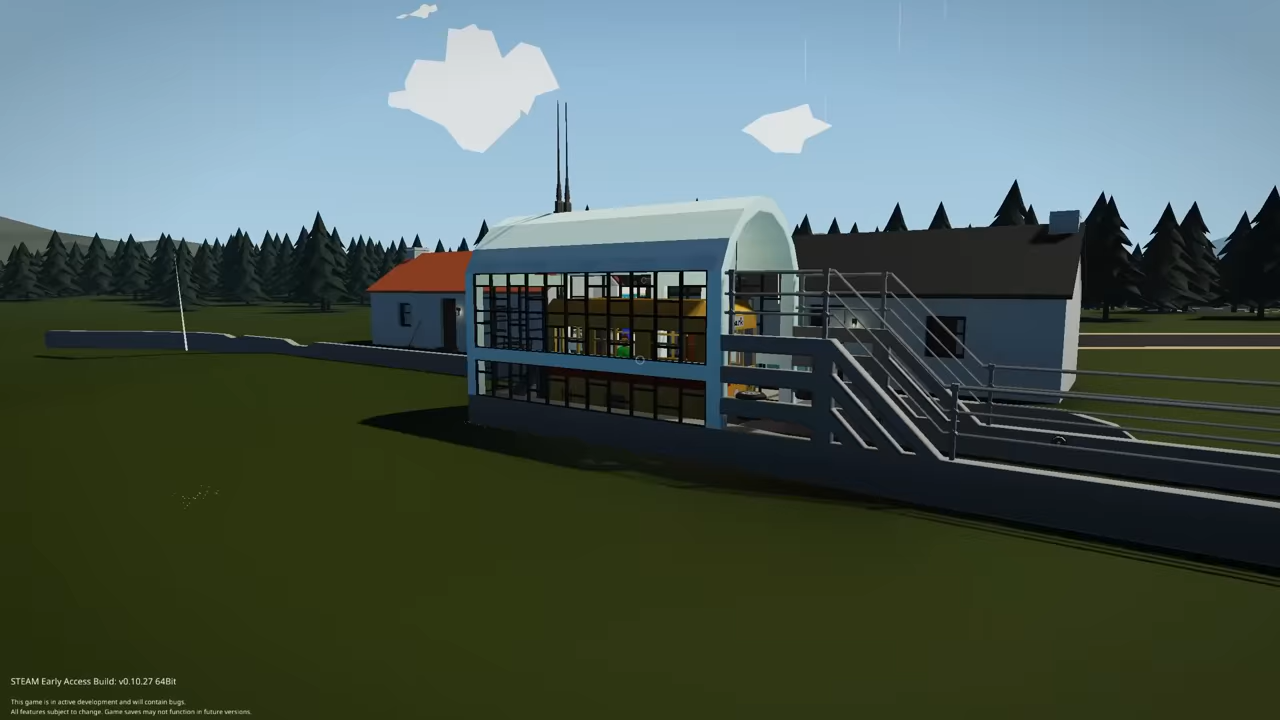 STEAM Early Access Build: v0.10.27 64Bit
This game is in active development and will contain bugs.
All features subject to change. Game saves may not function in future versions.